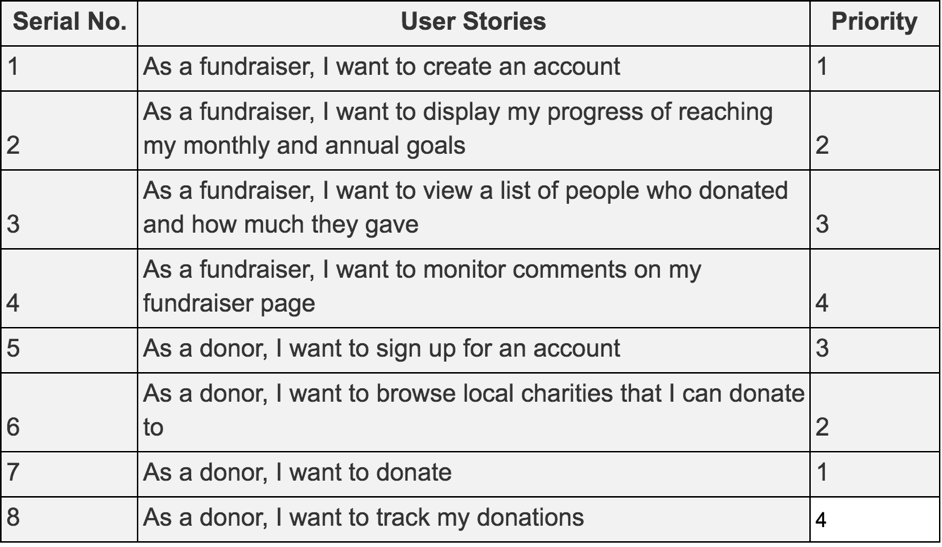 Serial No. User Stories Priority
1 As a fundraiser, I want to create an account 1
As a fundraiser, I want to display my progress of reaching
2 my monthly and annual goals 2
As a fundraiser, I want to view a list of people who donated
3 and how much they gave 3
As a fundraiser, I want to monitor comments on my
4 fundraiser page 4
5 As a donor, I want to sign up for an account 3
As a donor, I want to browse local charities that I can donate
6 to 2
7 As a donor, I want to donate 1
8 As a donor, I want to track my donations 4